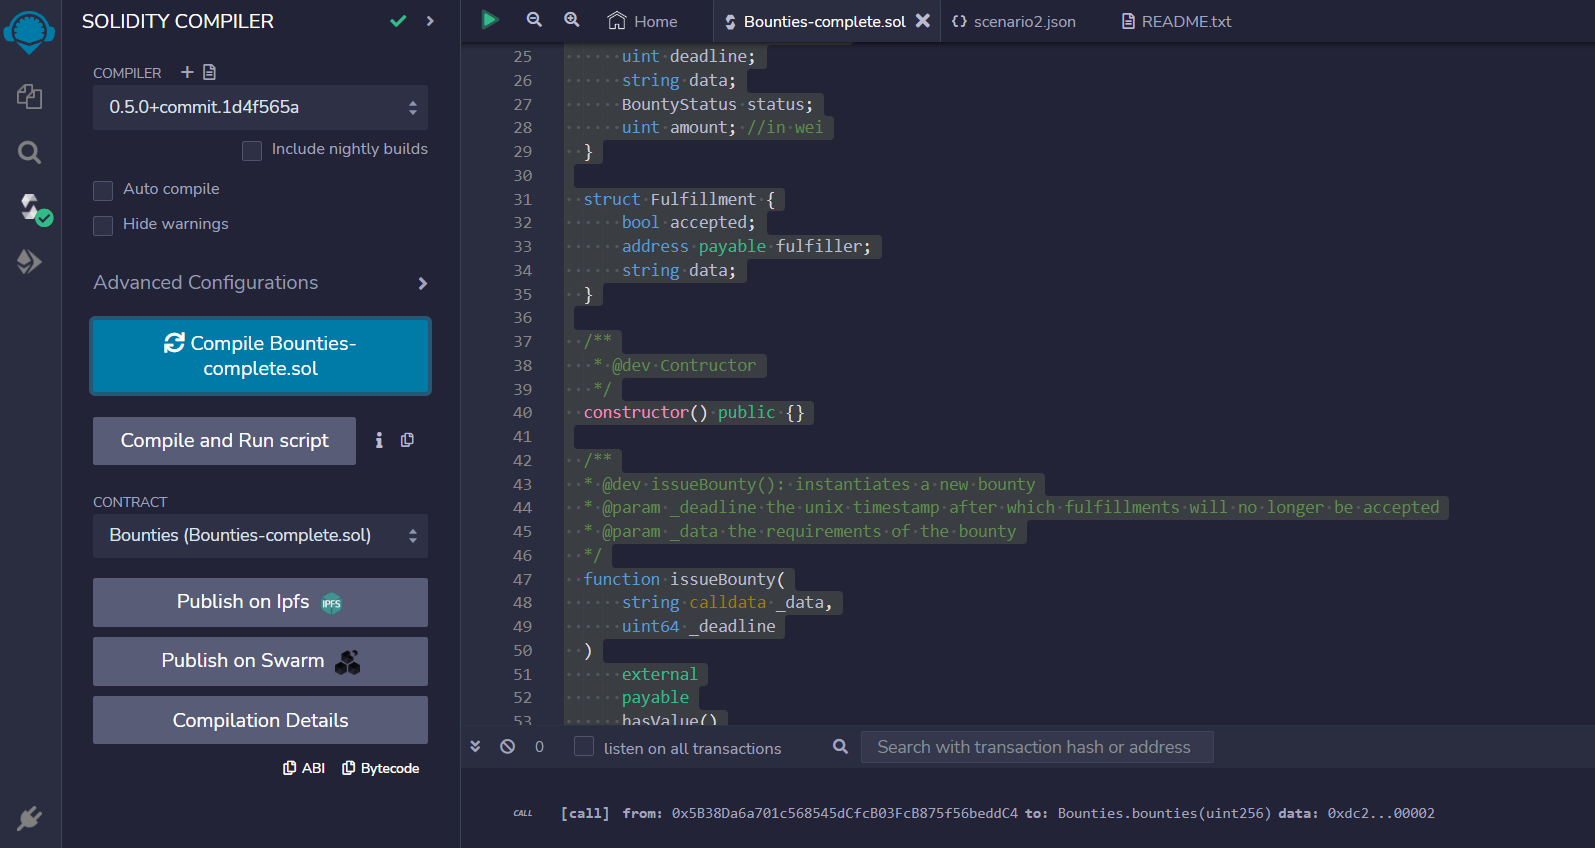 SOLIDITY COMPILER
COMPILER
0.5.0+commit.1d4f565a
Include nightly builds
Auto compile
Hide warnings
Advanced Configurations
Compile Bounties-
complete.sol
Compile and Run script
CONTRACT
Bounties (Bounties-complete.sol)
Publish on Ipfs IPFS
Publish on Swarm
Compilation Details
ABI Bytecode
Home Bounties-complete.sol {} scenario2.json README.txt
25 uint deadline;
26 string data;
27 BountyStatus status;
28 uint amount; //in wei
29 }
30
31 struct Fulfillment {
32 bool accepted;
33 address payable fulfiller;
34 string data;
35 }
36
37 /**
38 * @dev Contructor
39 */
40 constructor() public {}
41
42 /**
43 * @dev issueBounty(): instantiates a new bounty
44 * @param _deadline the unix timestamp after which fulfillments will no longer be accepted
45 * @param _data the requirements of the bounty
46 */
47 function issueBounty(
48 string calldata _data,
49 uint64 _deadline
50 )
51 external
52 payable
53 hasValue()
0 listen on all transactions Search with transaction hash or address
CALL [call] from: 0x5B38Da6a701c568545dCfcB03FcB875f56beddC4 to: Bounties.bounties(uint256) data: 0xdc2...00002